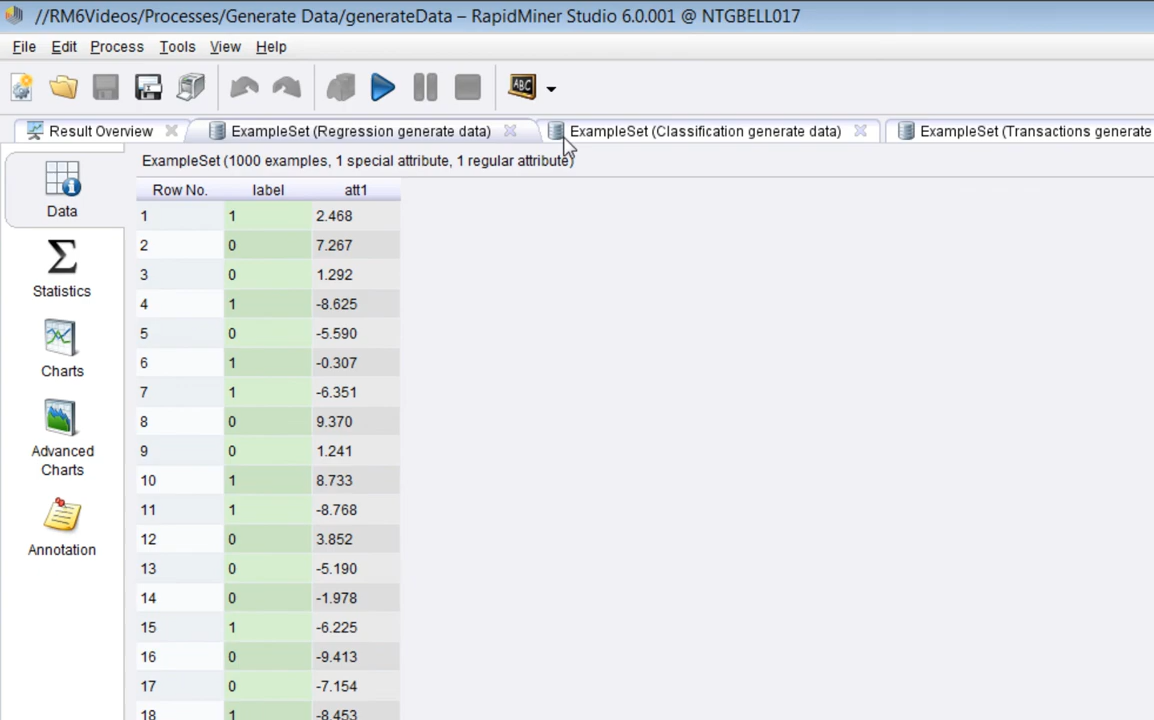 //RM6Videos/Processes/Generate Data/generateData – RapidMiner Studio 6.0.001 @ NTGBELL017
File Edit Process Tools View Help
ABC
Result Overview ExampleSet (Regression generate data) ExampleSet (Classification generate data) ExampleSet (Transactions generate
ExampleSet (1000 examples, 1 special attribute, 1 regular attribute)
Data
Statistics
Charts
Advanced
Charts
Annotation
Row No. label att1
1 1 2.468
2 0 7.267
3 0 1.292
4 1 -8.625
5 0 -5.590
6 1 -0.307
7 1 -6.351
8 0 9.370
9 0 1.241
10 1 8.733
11 1 -8.768
12 0 3.852
13 0 -5.190
14 0 -1.978
15 1 -6.225
16 0 -9.413
17 0 -7.154
18 1 -8.453